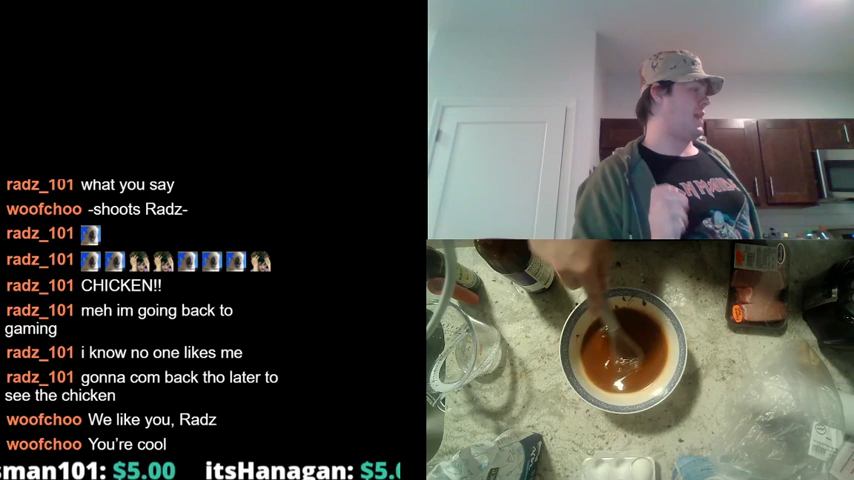 radz_101 what you say
woofchoo -shoots Radz-
radz_101
radz_101
radz_101 CHICKEN!!
radz_101 meh im going back to
gaming
radz_101 i know no one likes me
radz_101 gonna com back tho later to
see the chicken
woofchoo We like you, Radz
woofchoo You're cool
sman101: $5.00 itsHanagan: $5.0